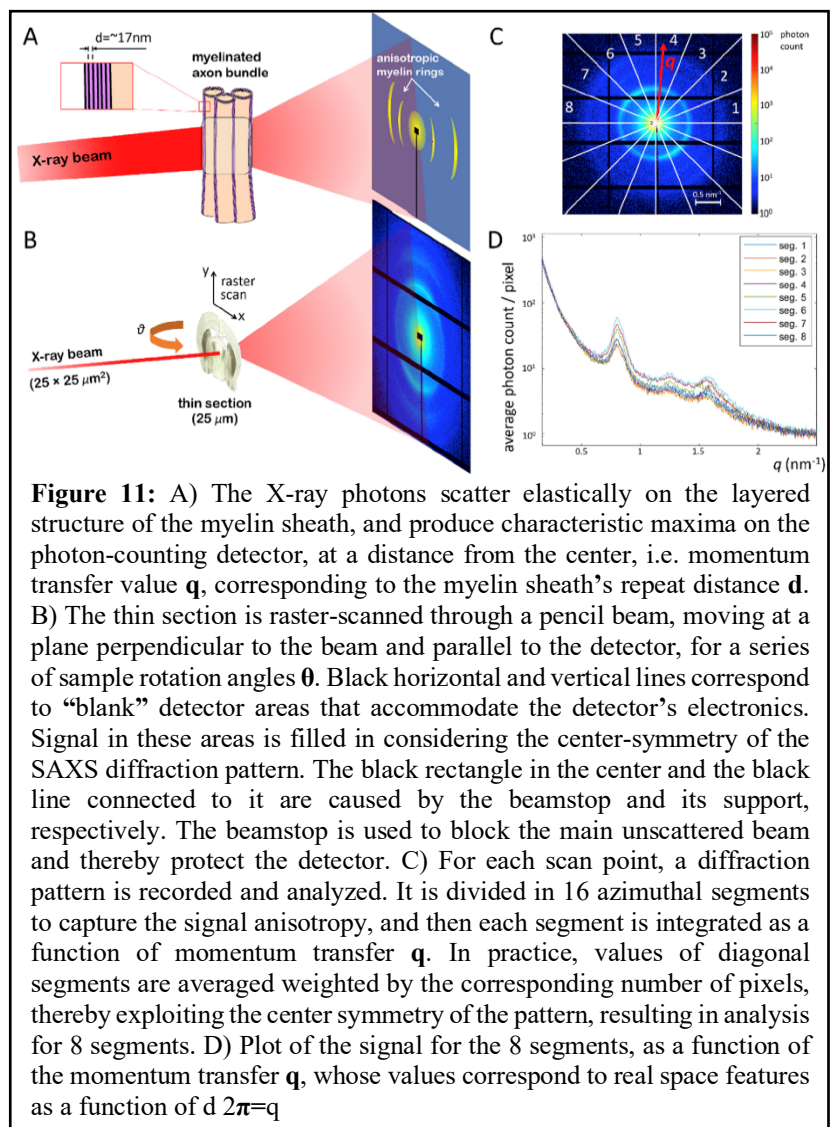 A
d=~17nm
myelinated
axon bundle
anisotropic
myelin rings
X-ray beam
B
y
raster
scan
x
ϑ
X-ray beam
(25 × 25 μm²)
thin section
(25 μm)
C
5
4
6
3
q
7
2
8
1
0.5 nm⁻¹
10⁵
photon
count
10⁴
10³
10²
10¹
10⁰
D
average photon count / pixel
10³
10²
10¹
10⁰
seg. 1
seg. 2
seg. 3
seg. 4
seg. 5
seg. 6
seg. 7
seg. 8
0.5
1
1.5
2
q (nm⁻¹)
Figure 11: A) The X-ray photons scatter elastically on the layered
structure of the myelin sheath, and produce characteristic maxima on the
photon-counting detector, at a distance from the center, i.e. momentum
transfer value q, corresponding to the myelin sheath's repeat distance d.
B) The thin section is raster-scanned through a pencil beam, moving at a
plane perpendicular to the beam and parallel to the detector, for a series
of sample rotation angles θ. Black horizontal and vertical lines correspond
to “blank” detector areas that accommodate the detector's electronics.
Signal in these areas is filled in considering the center-symmetry of the
SAXS diffraction pattern. The black rectangle in the center and the black
line connected to it are caused by the beamstop and its support,
respectively. The beamstop is used to block the main unscattered beam
and thereby protect the detector. C) For each scan point, a diffraction
pattern is recorded and analyzed. It is divided in 16 azimuthal segments
to capture the signal anisotropy, and then each segment is integrated as a
function of momentum transfer q. In practice, values of diagonal
segments are averaged weighted by the corresponding number of pixels,
thereby exploiting the center symmetry of the pattern, resulting in analysis
for 8 segments. D) Plot of the signal for the 8 segments, as a function of
the momentum transfer q, whose values correspond to real space features
as a function of d 2π=q